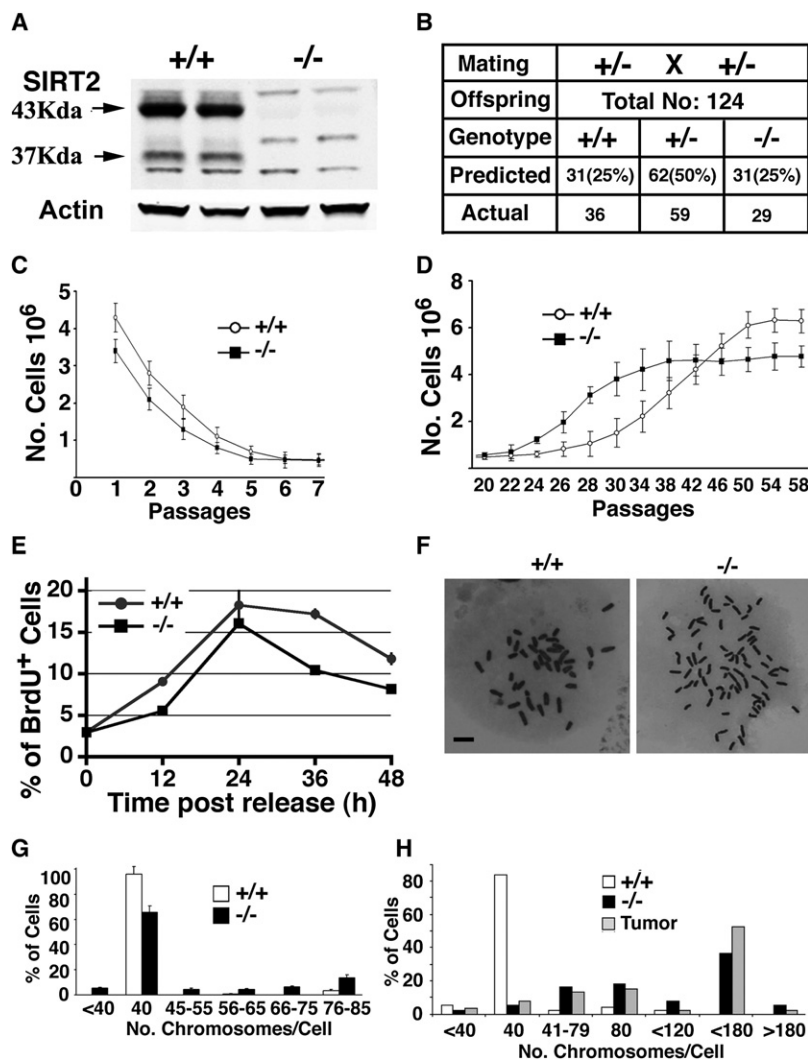 A
+/+ -/-
SIRT2
43Kda
37Kda
Actin
B
Mating +/- X +/-
Offspring Total No: 124
Genotype +/+ +/- -/-
Predicted 31(25%) 62(50%) 31(25%)
Actual 36 59 29
C
No. Cells 10^6
5
4
3
2
1
0 1 2 3 4 5 6 7
+/+
-/-
Passages
D
No. Cells 10^6
8
6
4
2
20 22 24 26 28 30 34 38 42 46 50 54 58
+/+
-/-
Passages
E
% of BrdU+ Cells
20
15
10
5
0
0 12 24 36 48
+/+
-/-
Time post release (h)
F
+/+ -/-
G
% of Cells
100
80
60
40
20
0
+/+
-/-
<40 40 45-55 56-65 66-75 76-85
No. Chromosomes/Cell
H
% of Cells
80
60
40
20
0
+/+
-/-
Tumor
<40 40 41-79 80 <120 <180 >180
No. Chromosomes/Cell